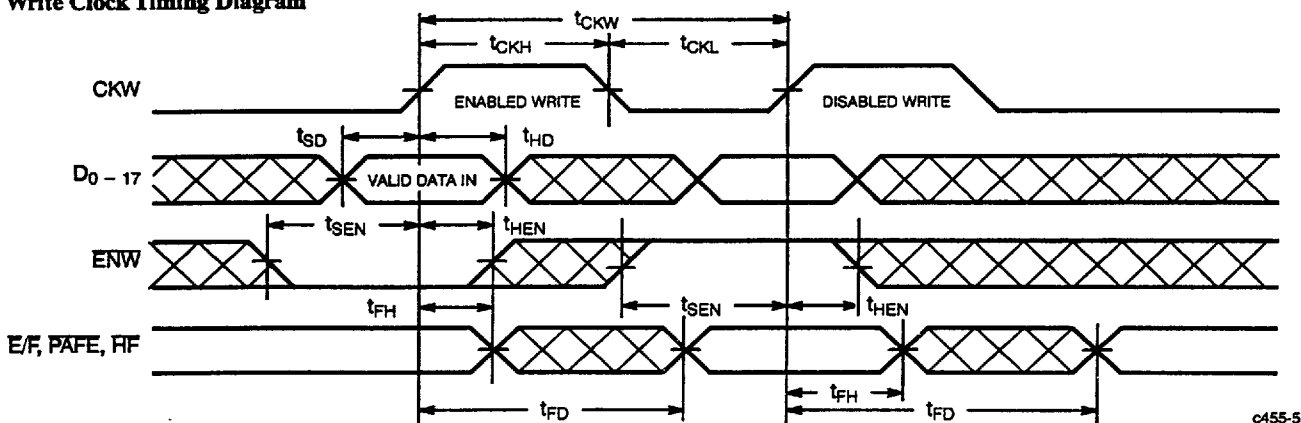 Write Clock Timing Diagram
tCKW
tCKH
tCKL
CKW
ENABLED WRITE
DISABLED WRITE
tSD
tHD
D0 – 17
VALID DATA IN
tSEN
tHEN
ENW
tFH
tSEN
tHEN
E/F, PAFE, HF
tFH
tFD
tFD
c455-5